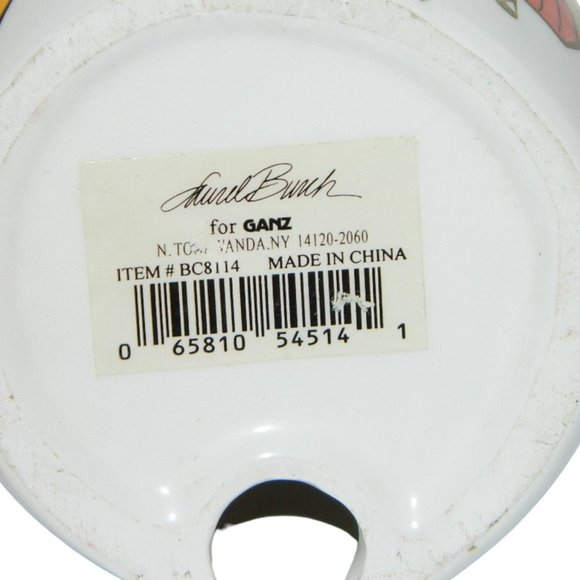 Laurel Burch
for GANZ
N. TO VANDA.NY 14120-2060
ITEM # BC8114 MADE IN CHINA
0 65810 54514 1